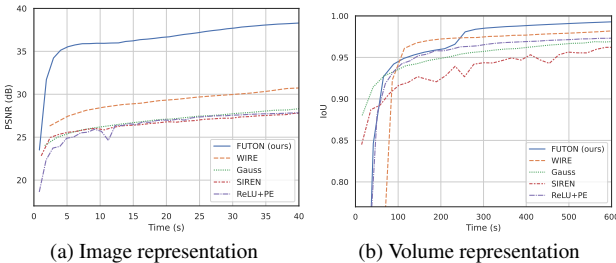 40
35
30
25
20
PSNR (dB)
0 5 10 15 20 25 30 35 40
Time (s)
FUTON (ours)
WIRE
Gauss
SIREN
ReLU+PE
(a) Image representation
1.00
0.95
0.90
0.85
0.80
IoU
0 100 200 300 400 500 600
Time (s)
FUTON (ours)
WIRE
Gauss
SIREN
ReLU+PE
(b) Volume representation